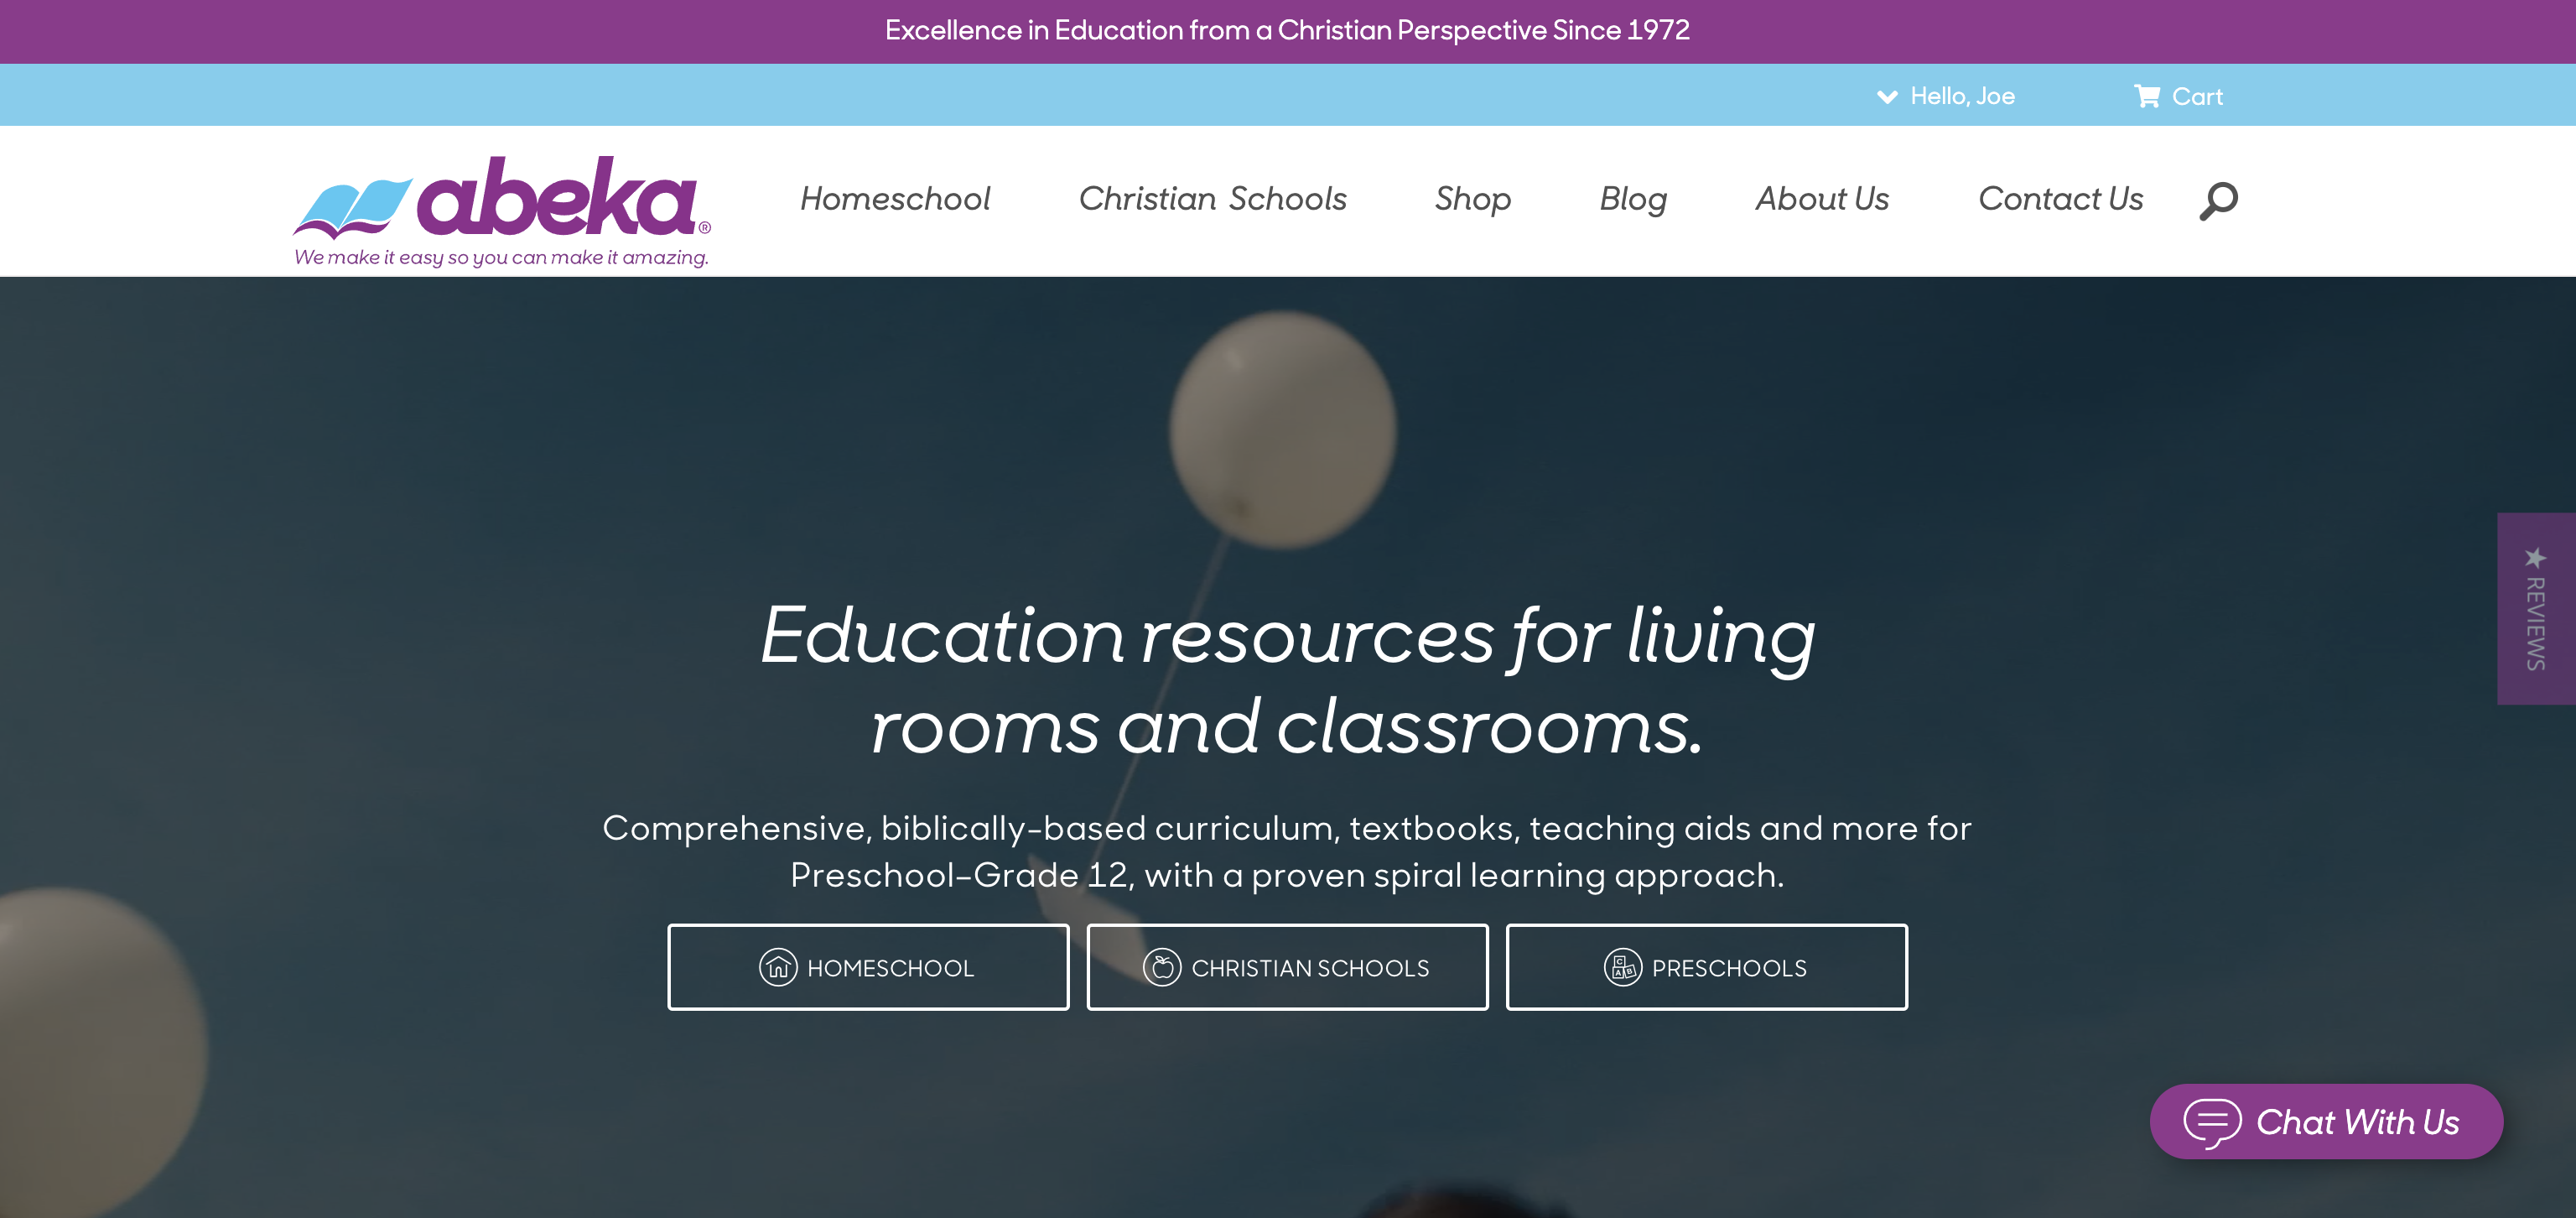 Excellence in Education from a Christian Perspective Since 1972
Hello, Joe
Cart
abeka®
We make it easy so you can make it amazing.
Homeschool
Christian Schools
Shop
Blog
About Us
Contact Us
★ REVIEWS
Education resources for living
rooms and classrooms.
Comprehensive, biblically-based curriculum, textbooks, teaching aids and more for
Preschool–Grade 12, with a proven spiral learning approach.
HOMESCHOOL
CHRISTIAN SCHOOLS
C
A B
PRESCHOOLS
Chat With Us